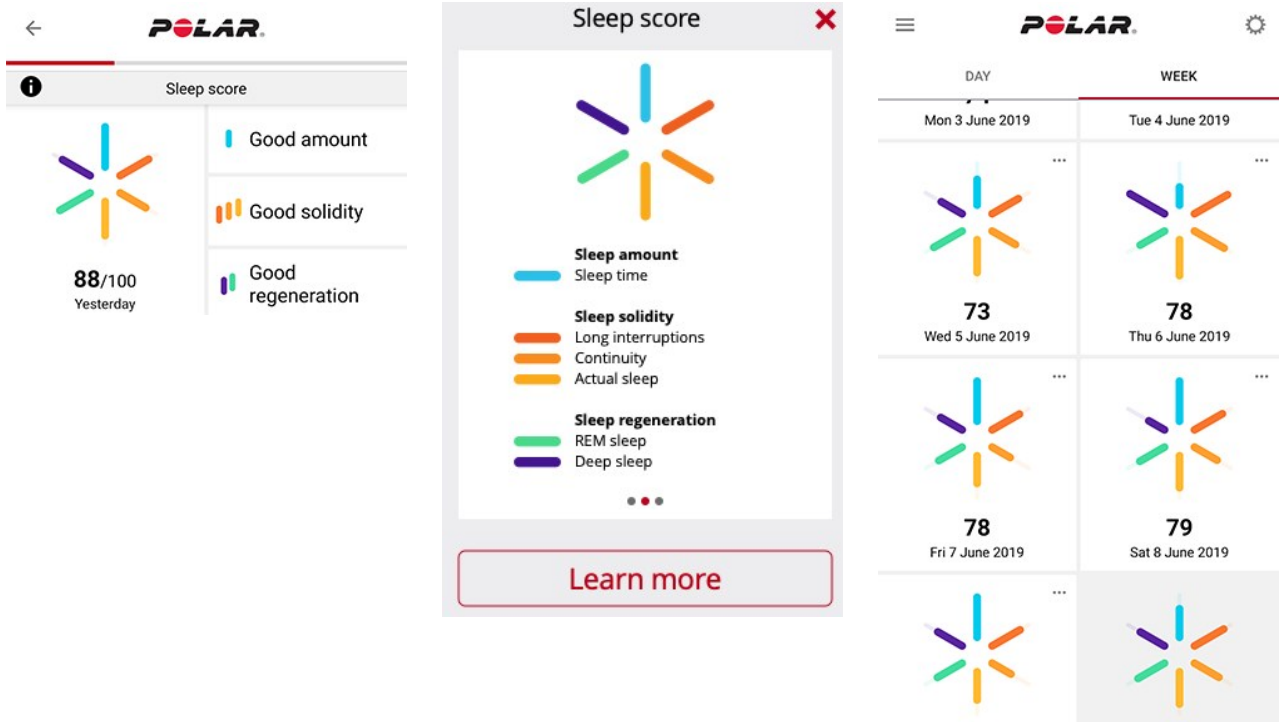 POLAR.
Sleep score
Good amount
Good solidity
Good
regeneration
88/100
Yesterday
Sleep score
Sleep amount
Sleep time
Sleep solidity
Long interruptions
Continuity
Actual sleep
Sleep regeneration
REM sleep
Deep sleep
Learn more
POLAR.
DAY
WEEK
Mon 3 June 2019
Tue 4 June 2019
73
Wed 5 June 2019
78
Thu 6 June 2019
78
Fri 7 June 2019
79
Sat 8 June 2019